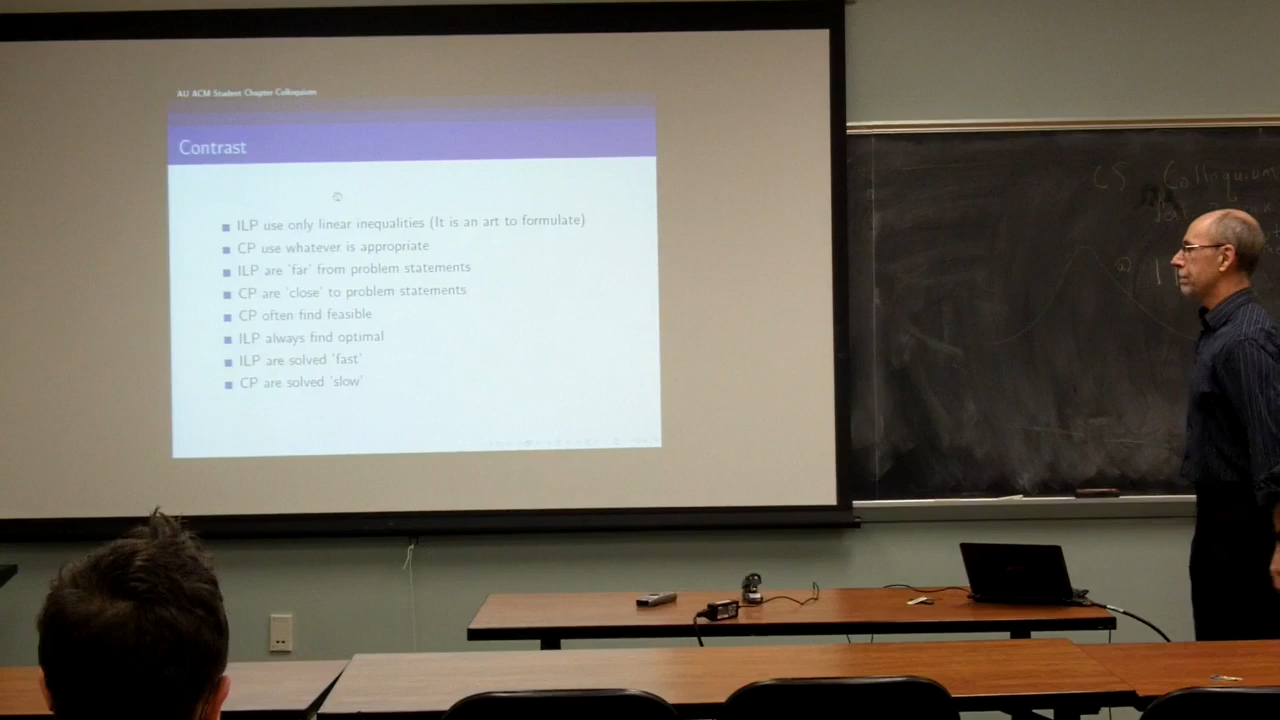 AU ACM Student Chapter Colloquium
Contrast
ILP use only linear inequalities (It is an art to formulate)
CP use whatever is appropriate
ILP are 'far' from problem statements
CP are 'close' to problem statements
CP often find feasible
ILP always find optimal
ILP are solved 'fast'
CP are solved 'slow'
CS Colloquium